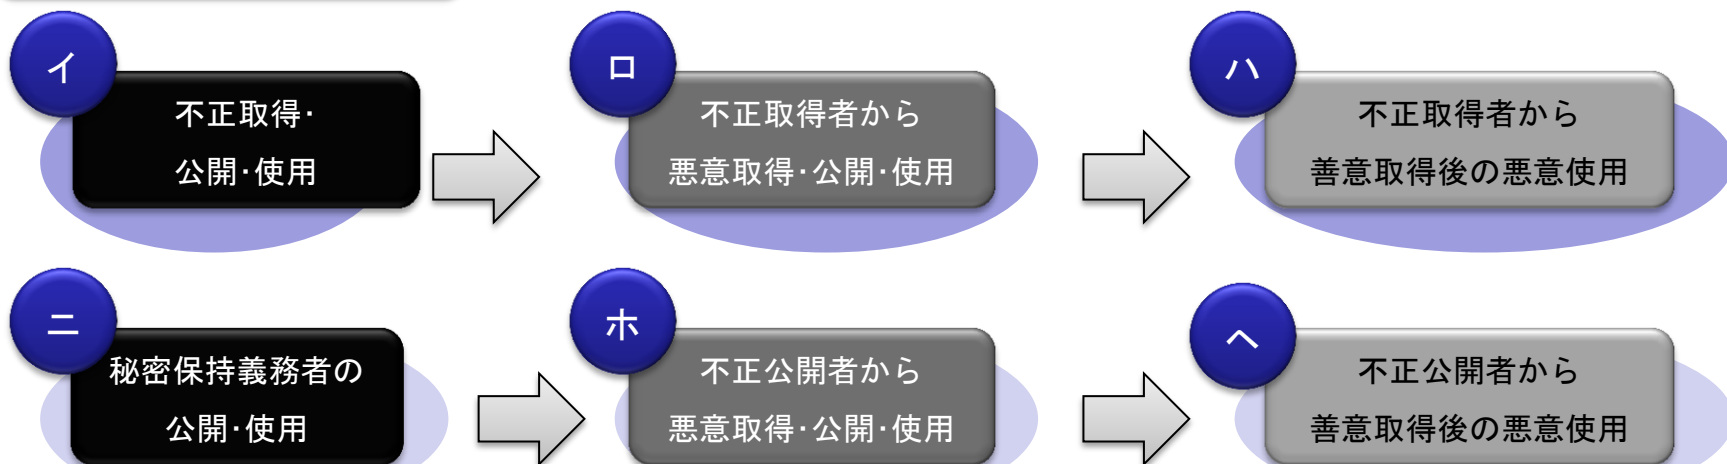 イ
不正取得･
公開･使用
ロ
不正取得者から
悪意取得･公開･使用
ハ
不正取得者から
善意取得後の悪意使用
ニ
秘密保持義務者の
公開･使用
ホ
不正公開者から
悪意取得･公開･使用
ヘ
不正公開者から
善意取得後の悪意使用